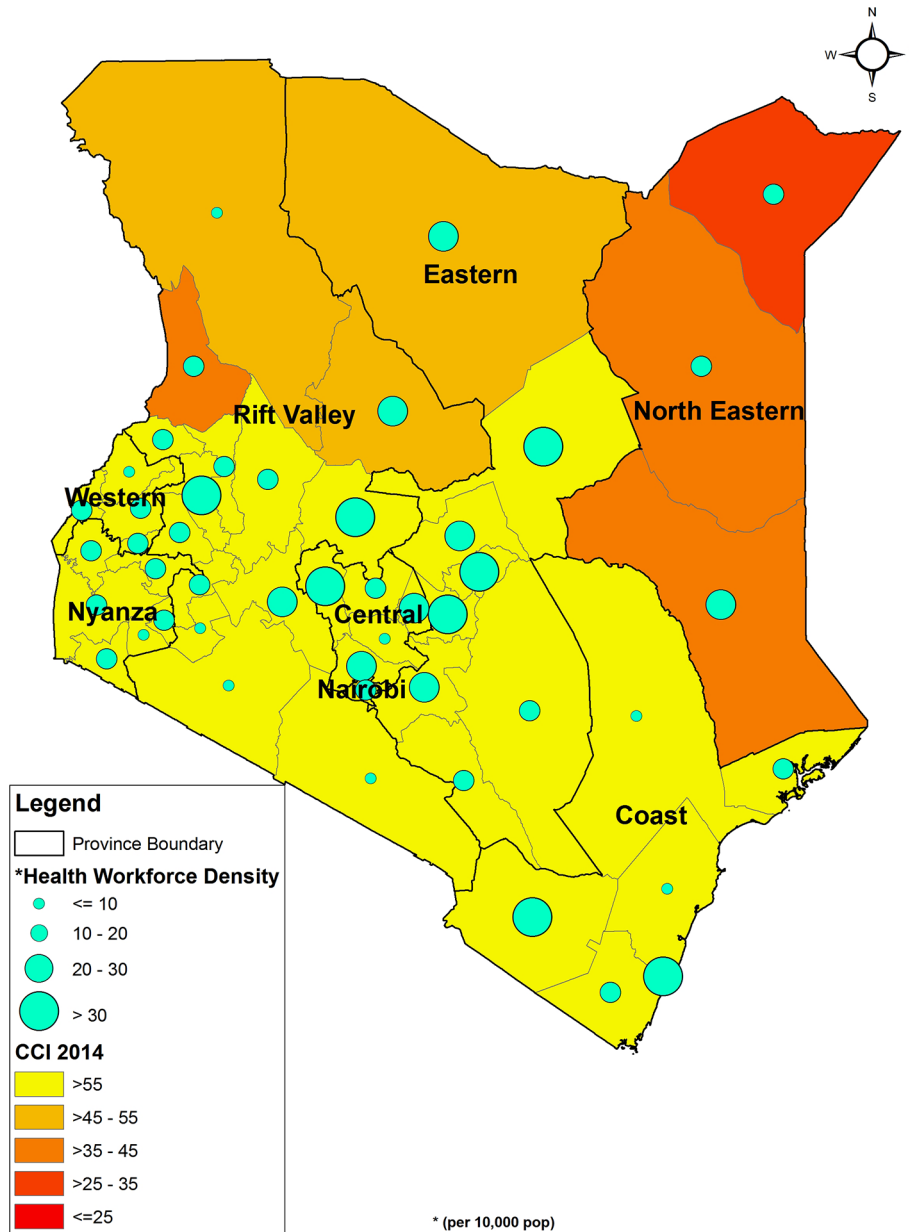 N
W
E
S
Eastern
Rift Valley
North Eastern
Western
Nyanza
Central
Nairobi
Coast
Legend
Province Boundary
*Health Workforce Density
<= 10
10 - 20
20 - 30
> 30
CCI 2014
>55
>45 - 55
>35 - 45
>25 - 35
<=25
* (per 10,000 pop)